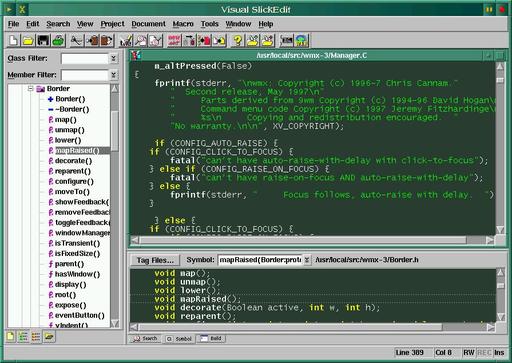 Visual SlickEdit
File Edit Search View Project Document Macro Tools Window Help
Class Filter:
Member Filter:
Border
Border()
~Border()
map()
unmap()
lower()
mapRaised()
decorate()
reparent()
configure()
moveTo()
showFeedback
removeFeedback
toggleFeedback
windowManager
isTransient()
isFixedSize()
parent()
hasWindow()
display()
root()
expose()
eventButton()
yIndent()
/usr/local/src/wmx-3/Manager.C
m_altPressed(False)
{
fprintf(stderr, "\nwmx: Copyright (c) 1996-7 Chris Cannam."
" Second release, May 1997\n"
" Parts derived from 9wm Copyright (c) 1994-96 David Hogan\
" Command menu code Copyright (c) 1997 Jeremy Fitzhardinge\
" %s\n Copying and redistribution encouraged. "
"No warranty.\n\n", XV_COPYRIGHT);
if (CONFIG_AUTO_RAISE) {
if (CONFIG_CLICK_TO_FOCUS) {
fatal("can't have auto-raise-with-delay with click-to-focus");
} else if (CONFIG_RAISE_ON_FOCUS) {
fatal("can't have raise-on-focus AND auto-raise-with-delay");
} else {
fprintf(stderr, " Focus follows, auto-raise with delay. ")
}
} else {
if (CONFIG_CLICK_TO_FOCUS) {
Tag Files... Symbol: mapRaised(Border:prot /usr/local/src/wmx-3/Border.h
void map();
void unmap();
void lower();
void mapRaised();
void decorate(Boolean active, int w, int h);
void reparent();
Search Symbol Build
Line 389 Col 8 RW REC Ins